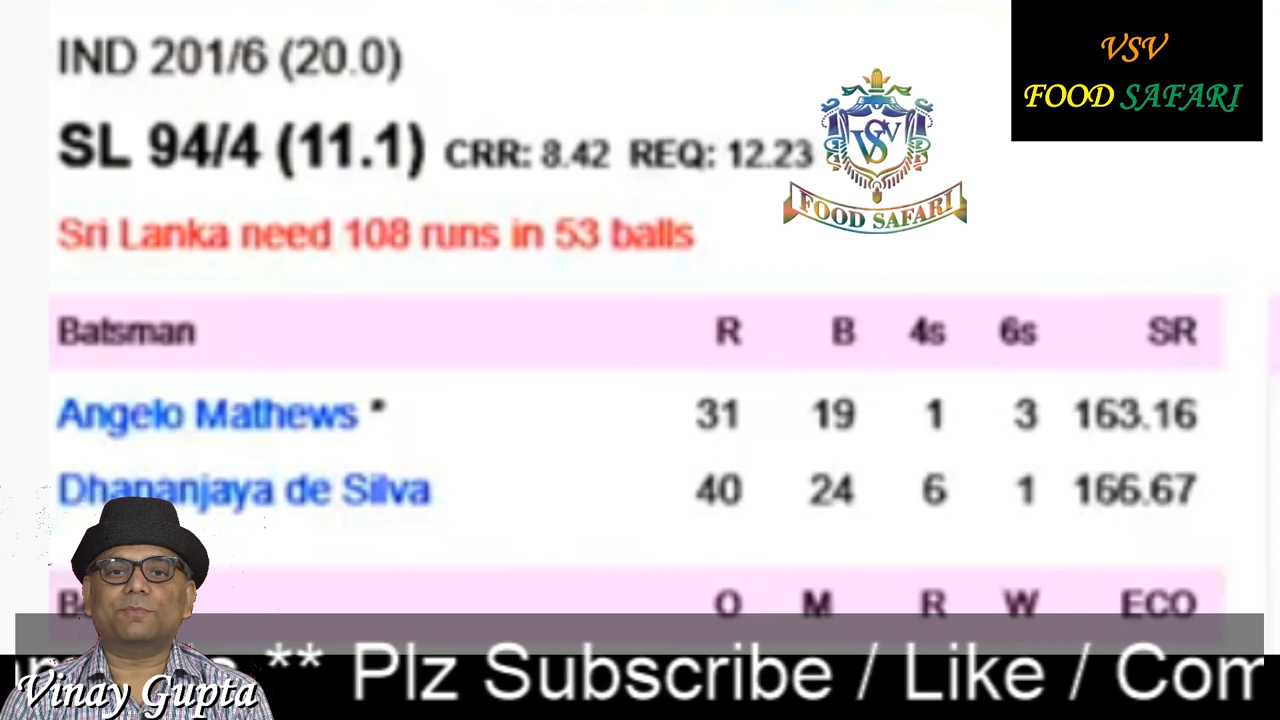 IND 201/6 (20.0)
VSV
FOOD SAFARI
SL 94/4 (11.1) CRR: 8.42 REQ: 12.23
VSV
FOOD SAFARI
Sri Lanka need 108 runs in 53 balls
Batsman R B 4s 6s SR
Angelo Mathews * 31 19 1 3 163.16
Dhananjaya de Silva 40 24 6 1 166.67
O M R W ECO
** Plz Subscribe / Like / Com
Vinay Gupta